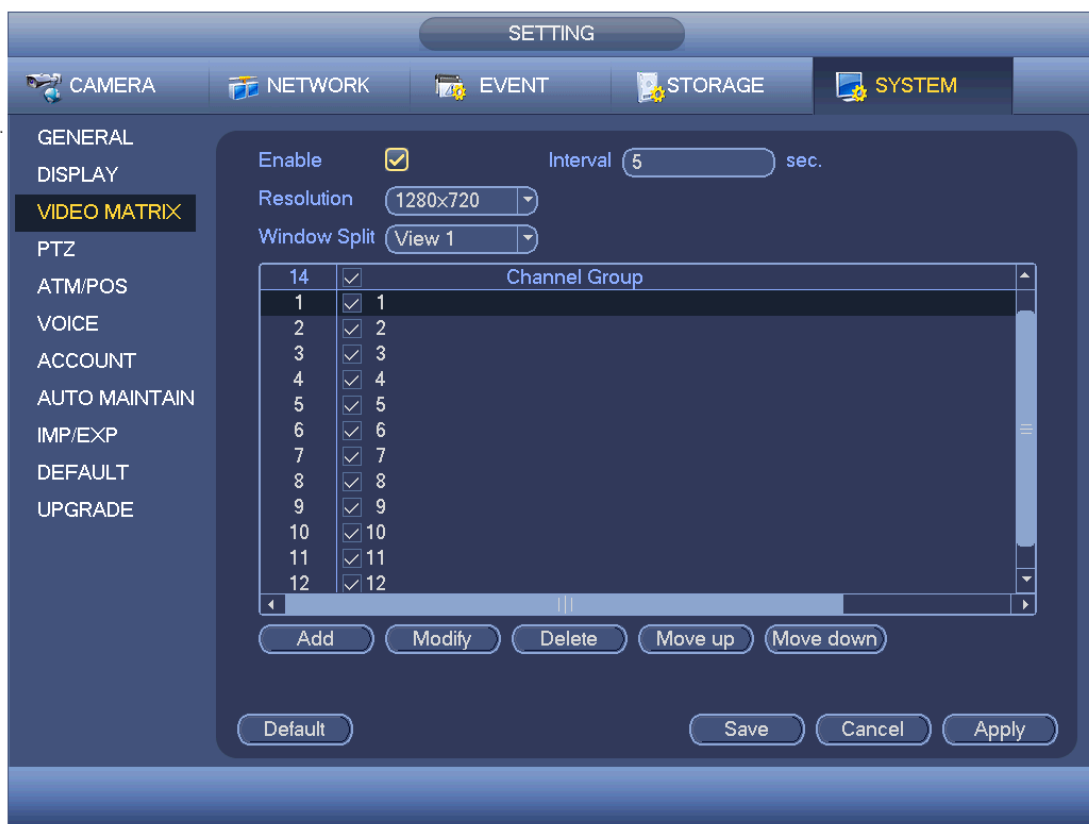 SETTING
CAMERA NETWORK EVENT STORAGE SYSTEM
GENERAL
DISPLAY
VIDEO MATRIX
PTZ
ATM/POS
VOICE
ACCOUNT
AUTO MAINTAIN
IMP/EXP
DEFAULT
UPGRADE
Enable Interval 5 sec.
Resolution 1280×720
Window Split View 1
14 Channel Group
1 1
2 2
3 3
4 4
5 5
6 6
7 7
8 8
9 9
10 10
11 11
12 12
Add Modify Delete Move up Move down
Default Save Cancel Apply